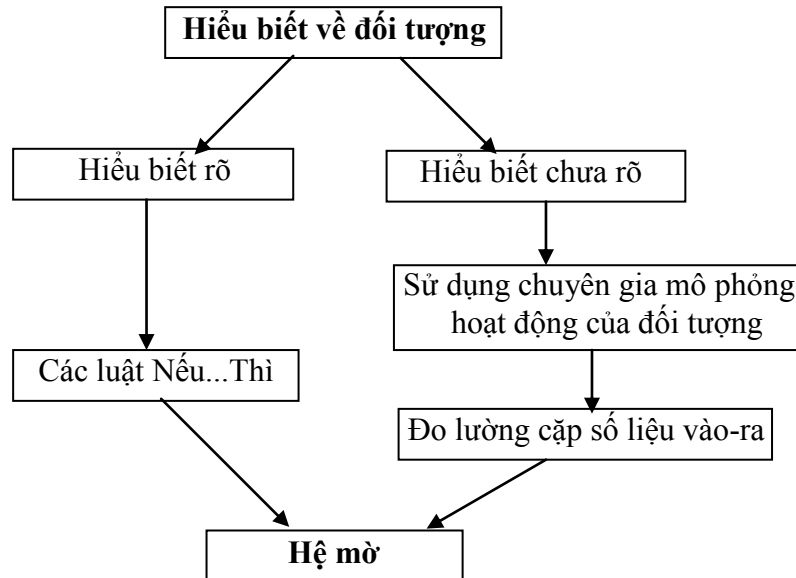 Hiểu biết về đối tượng
Hiểu biết rõ
Hiểu biết chưa rõ
Sử dụng chuyên gia mô phỏng
hoạt động của đối tượng
Các luật Nếu...Thì
Đo lường cặp số liệu vào-ra
Hệ mờ